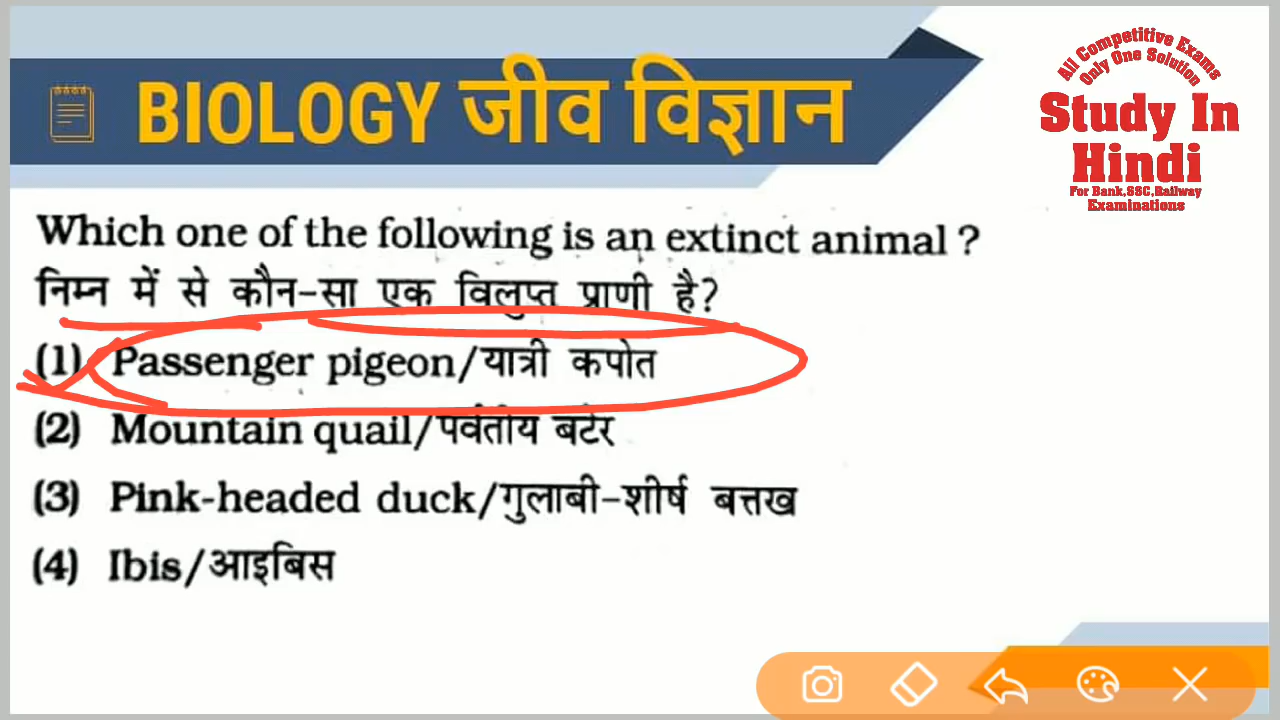 BIOLOGY जीव विज्ञान
All Competitive Exams
Only One Solution
Study In
Hindi
For Bank,SSC,Railway
Examinations
Which one of the following is an extinct animal ?
निम्न में से कौन-सा एक विलुप्त प्राणी है?
(1) Passenger pigeon/यात्री कपोत
(2) Mountain quail/पर्वतीय बटेर
(3) Pink-headed duck/गुलाबी-शीर्ष बत्तख
(4) Ibis/आइबिस